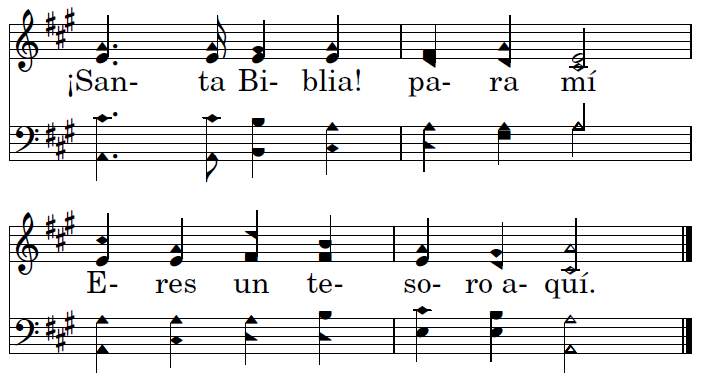 ¡San- ta Bi- blia! pa- ra mí
E- res un te- so- ro a- quí.